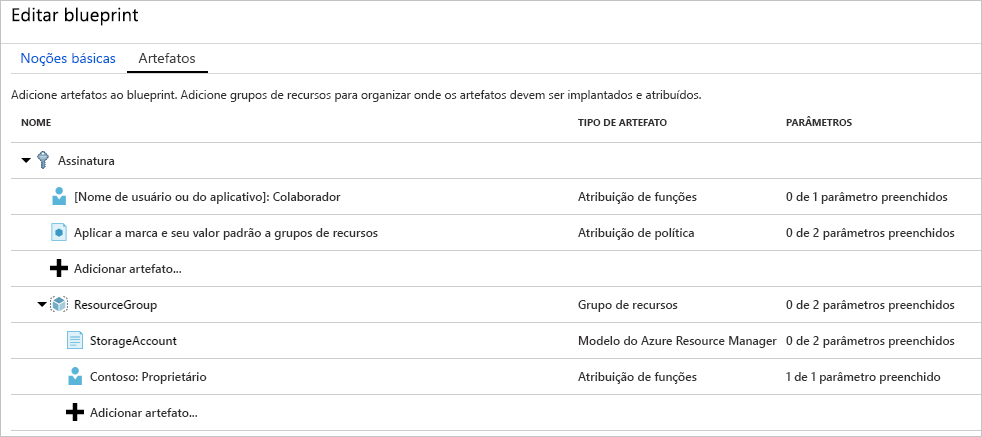 Editar blueprint
Noções básicas Artefatos
Adicione artefatos ao blueprint. Adicione grupos de recursos para organizar onde os artefatos devem ser implantados e atribuídos.
NOME TIPO DE ARTEFATO PARÂMETROS
Assinatura
[Nome de usuário ou do aplicativo]: Colaborador Atribuição de funções 0 de 1 parâmetro preenchidos
Aplicar a marca e seu valor padrão a grupos de recursos Atribuição de política 0 de 2 parâmetros preenchidos
Adicionar artefato...
ResourceGroup Grupo de recursos 0 de 2 parâmetros preenchidos
StorageAccount Modelo do Azure Resource Manager 0 de 2 parâmetros preenchidos
Contoso: Proprietário Atribuição de funções 1 de 1 parâmetro preenchido
Adicionar artefato...